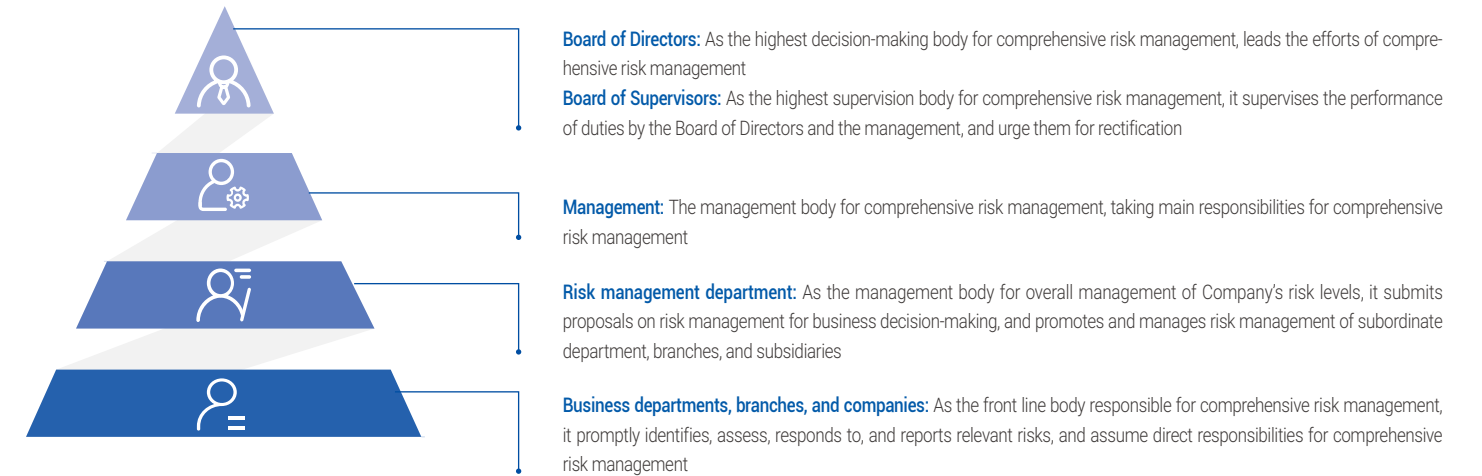 Board of Directors: As the highest decision-making body for comprehensive risk management, leads the efforts of compre-
hensive risk management
Board of Supervisors: As the highest supervision body for comprehensive risk management, it supervises the performance
of duties by the Board of Directors and the management, and urge them for rectification
Management: The management body for comprehensive risk management, taking main responsibilities for comprehensive
risk management
Risk management department: As the management body for overall management of Company's risk levels, it submits
proposals on risk management for business decision-making, and promotes and manages risk management of subordinate
department, branches, and subsidiaries
Business departments, branches, and companies: As the front line body responsible for comprehensive risk management,
it promptly identifies, assess, responds to, and reports relevant risks, and assume direct responsibilities for comprehensive
risk management